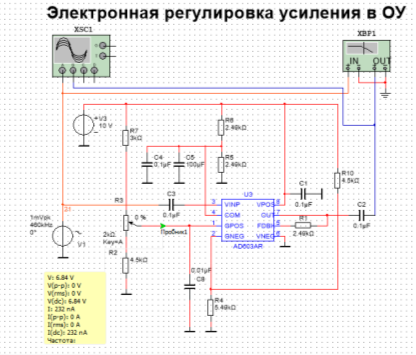 Электронная регулировка усиления в ОУ
XSC1
XBP1
IN
OUT
V3
10 V
R7
3kΩ
R6
2.49kΩ
C4
0,1µF
C5
100µF
R5
2.49kΩ
R10
4.5kΩ
C1
0.1µF
R3
0 %
C3
0.1µF
U3
VINP
VPOS
COM
OUT
GPOS
FDBK
GNEG
VNEG
AD603AR
R1
2.49kΩ
C2
0.1µF
1mVpk
460kHz
0°
V1
2kΩ
Key=A
Пробник1
R2
4.5kΩ
0,01µF
C8
R4
5.49kΩ
V: 6.84 V
V(p-p): 0 V
V(rms): 0 V
V(dc): 6.84 V
I: 232 nA
I(p-p): 0 A
I(rms): 0 A
I(dc): 232 nA
Частота: